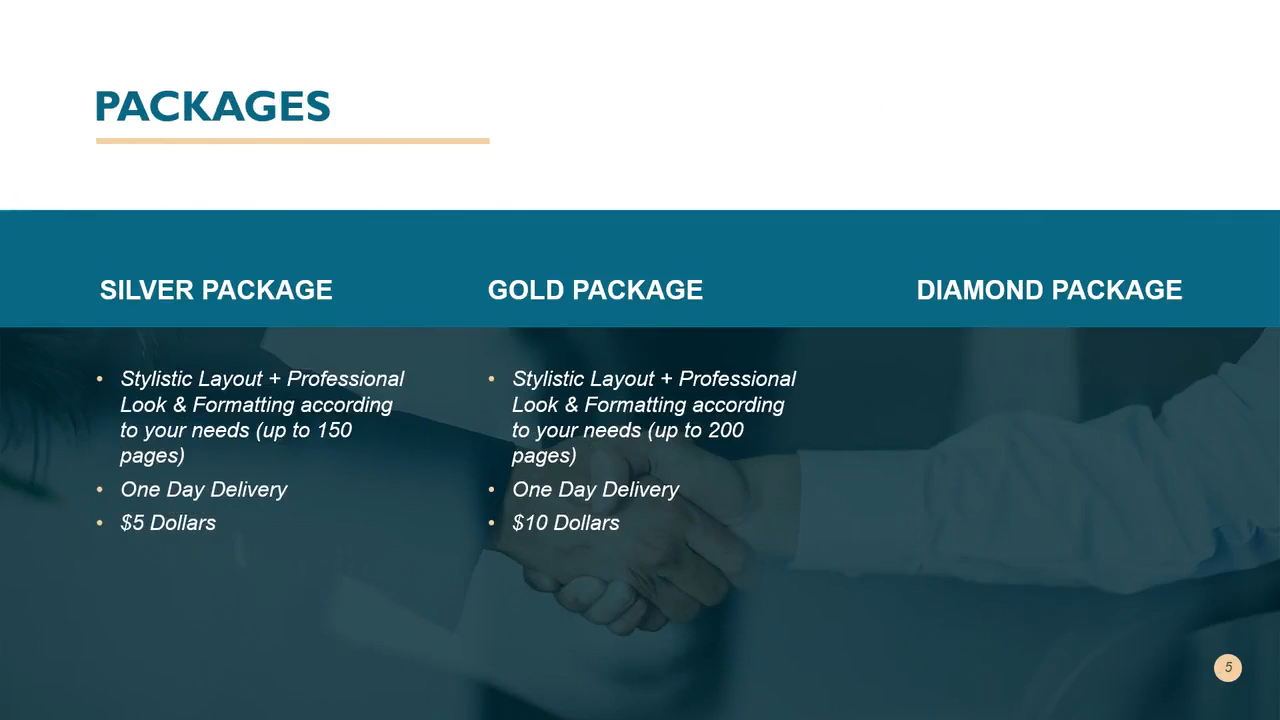 PACKAGES
SILVER PACKAGE
GOLD PACKAGE
DIAMOND PACKAGE
• Stylistic Layout + Professional
Look & Formatting according
to your needs (up to 150
pages)
• One Day Delivery
• $5 Dollars
• Stylistic Layout + Professional
Look & Formatting according
to your needs (up to 200
pages)
• One Day Delivery
• $10 Dollars
5